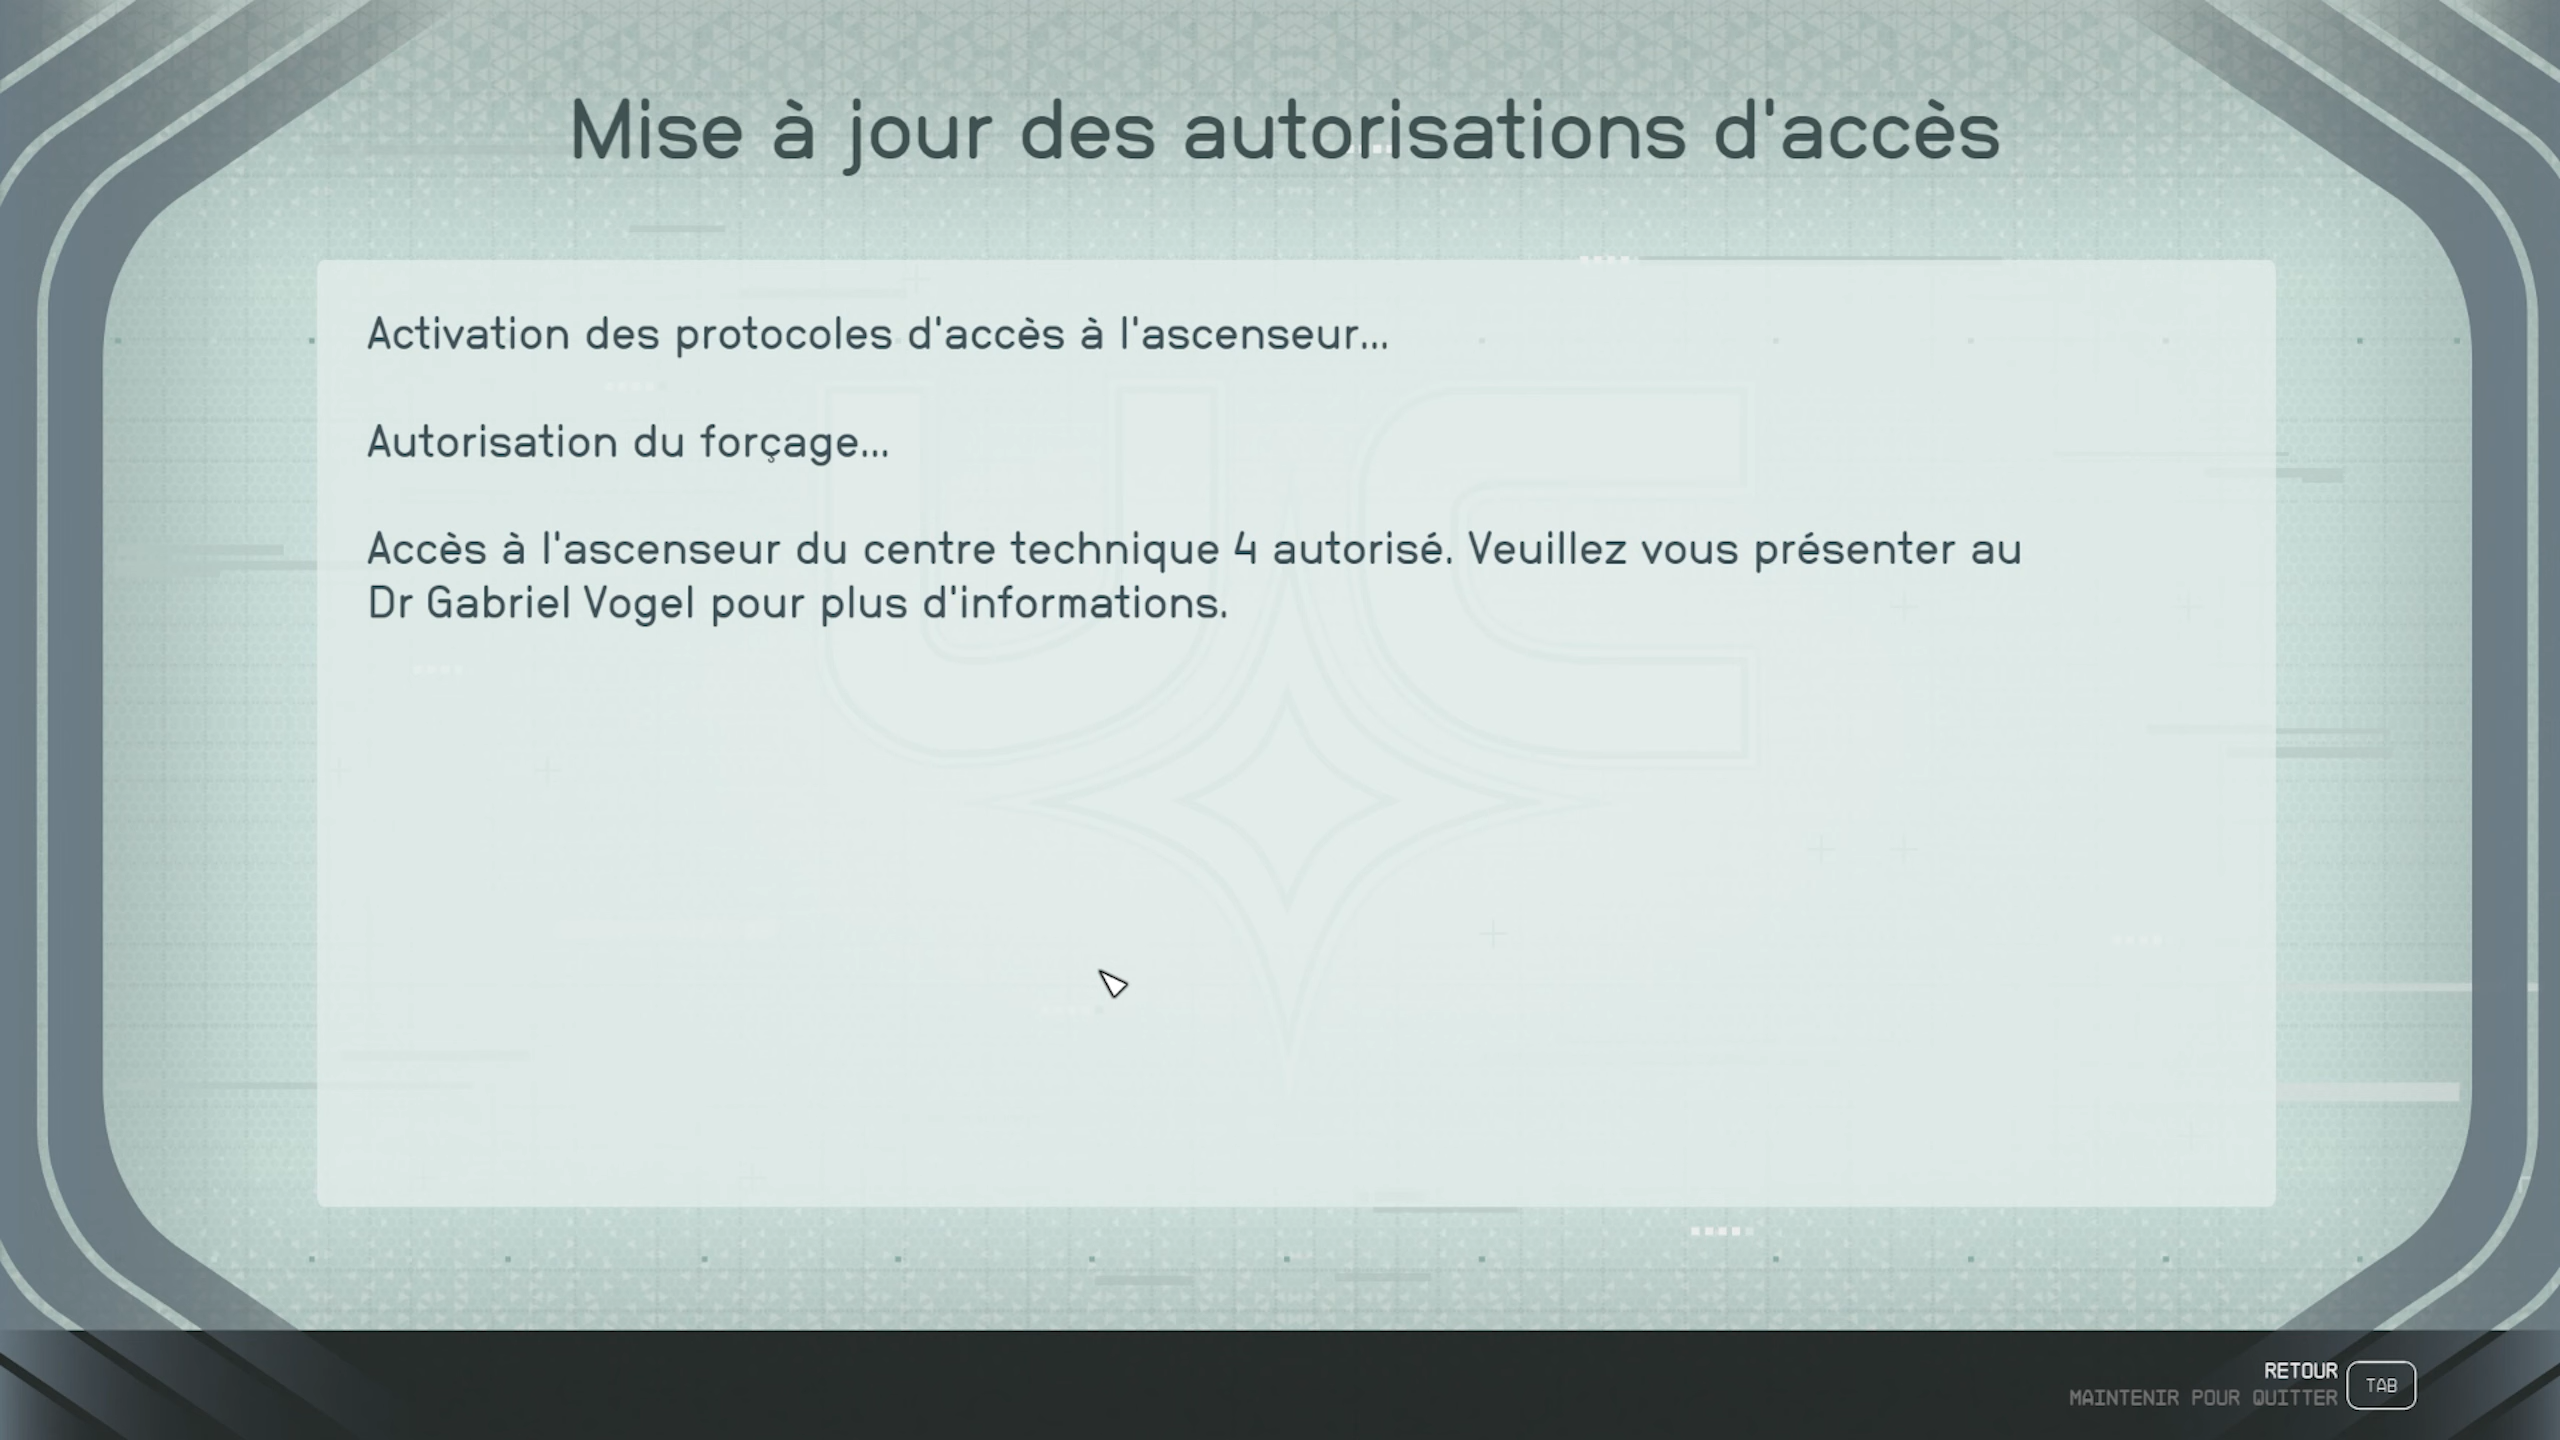 Mise à jour des autorisations d'accès
Activation des protocoles d'accès à l'ascenseur...
Autorisation du forçage...
Accès à l'ascenseur du centre technique 4 autorisé. Veuillez vous présenter au
Dr Gabriel Vogel pour plus d'informations.
UC
RETOUR
MAINTENIR POUR QUITTER
TAB